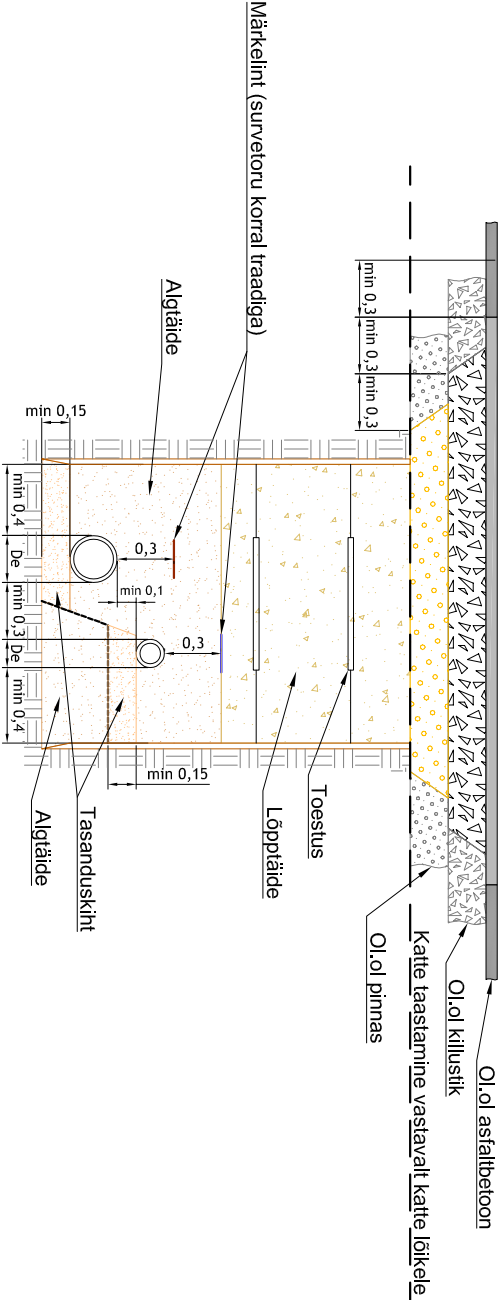 Ol.ol asfaltbetoon
Ol.ol killustik
Katte taastamine vastavalt katte lõikele
Ol.ol pinnas
min 0,3
min 0,3
min 0,3
Toestus
Lõpptäide
Märkelint (survetoru korral traadiga)
0,3
0,3
Algtäide
min 0,1
min 0,15
min 0,15
Tasanduskiht
Algtäide
min 0,4
De
min 0,3
De
min 0,4